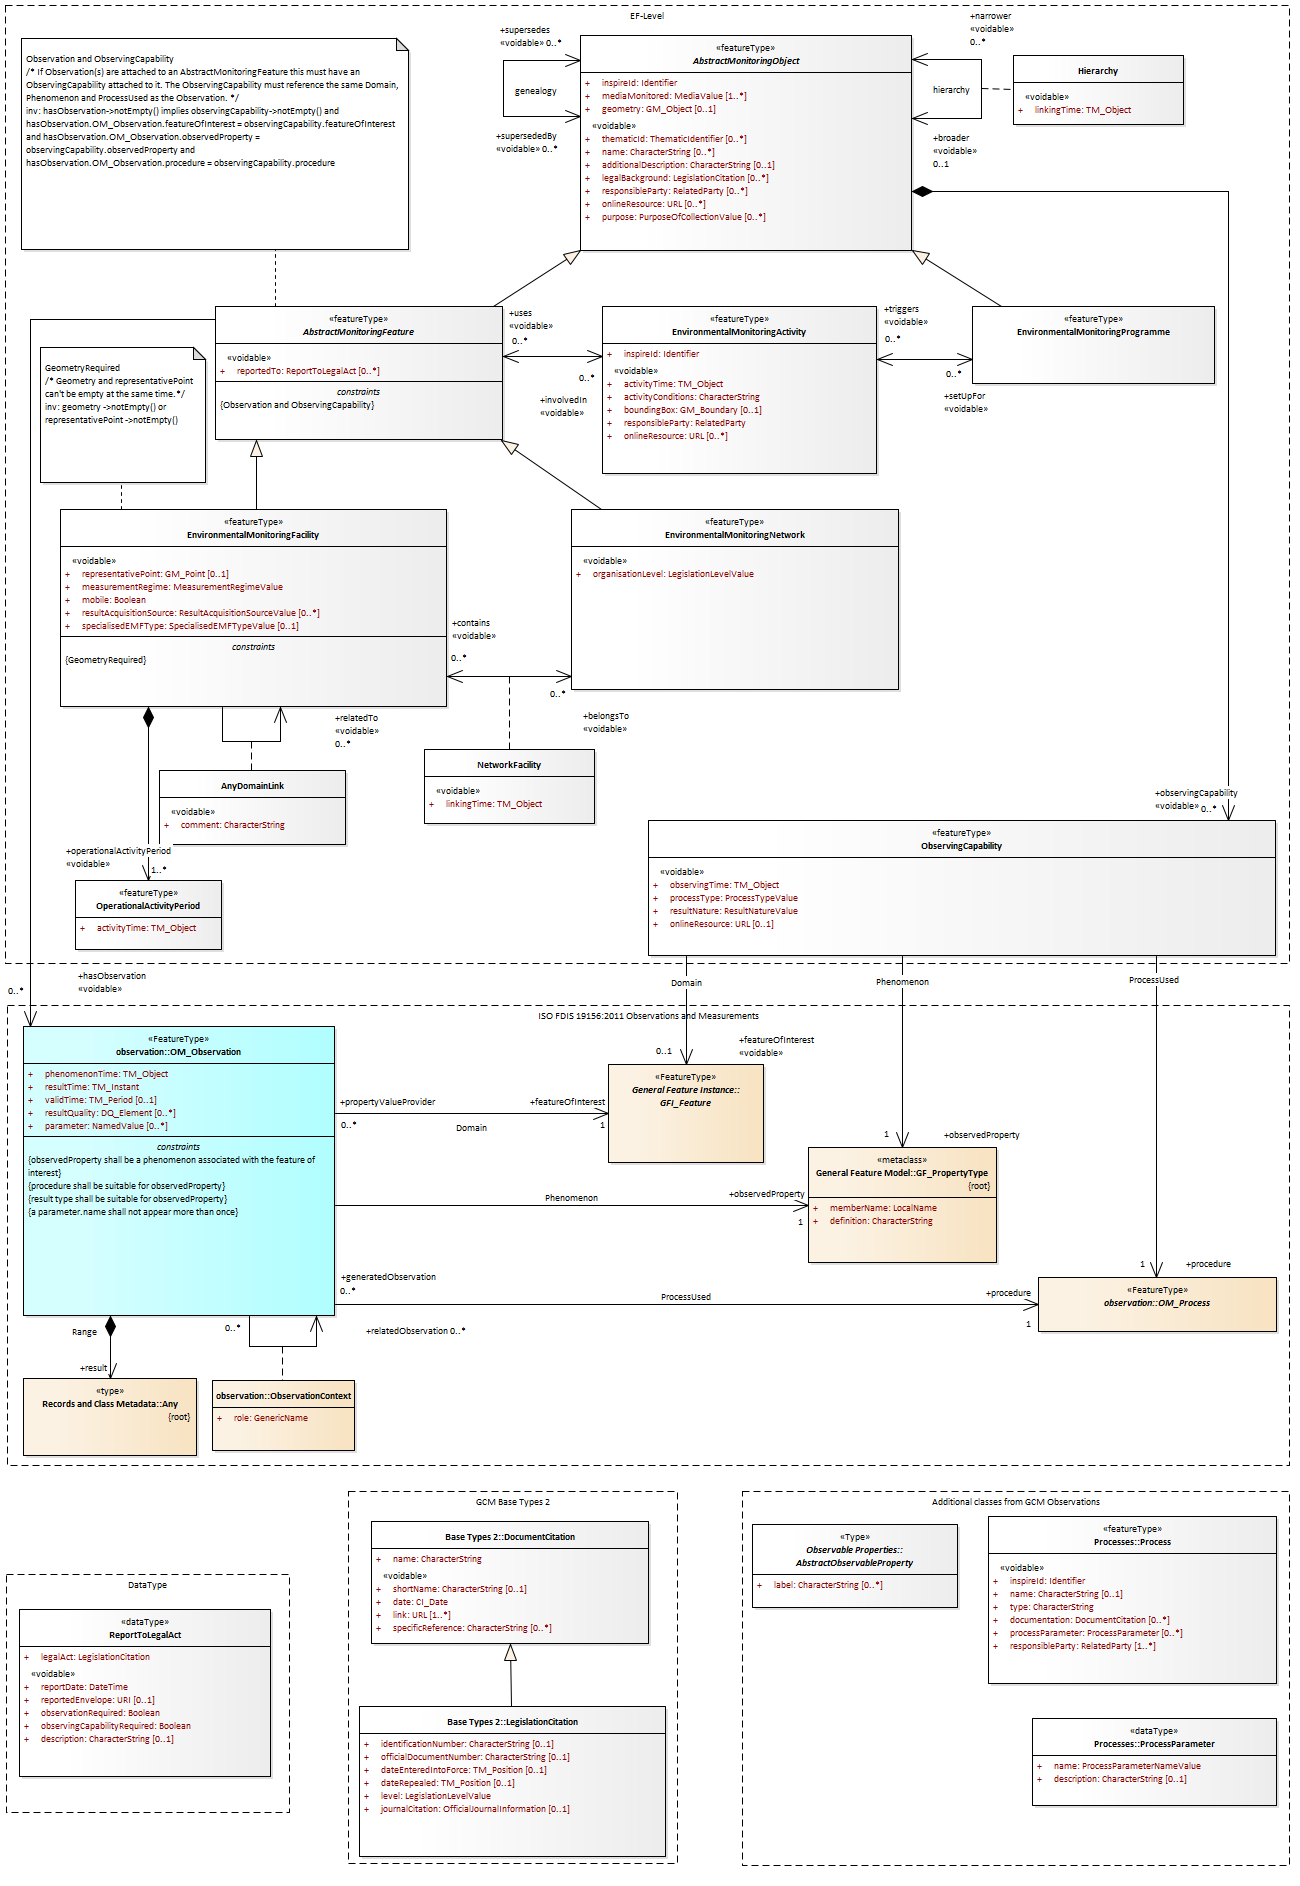 EF-Level
Observation and ObservingCapability
/* If Observation(s) are attached to an AbstractMonitoringFeature this must have an
ObservingCapability attached to it. The ObservingCapability must reference the same Domain,
Phenomenon and ProcessUsed as the Observation. */
inv: hasObservation->notEmpty() implies observingCapability->notEmpty() and
hasObservation.OM_Observation.featureOfInterest = observingCapability.featureOfInterest
and hasObservation.OM_Observation.observedProperty =
observingCapability.observedProperty and
hasObservation.OM_Observation.procedure = observingCapability.procedure
+supersedes
«voidable» 0..*
genealogy
+supersededBy
«voidable» 0..*
«featureType»
AbstractMonitoringObject
+ inspireId: Identifier
+ mediaMonitored: MediaValue [1..*]
+ geometry: GM_Object [0..1]
«voidable»
+ thematicId: ThematicIdentifier [0..*]
+ name: CharacterString [0..*]
+ additionalDescription: CharacterString [0..1]
+ legalBackground: LegislationCitation [0..*]
+ responsibleParty: RelatedParty [0..*]
+ onlineResource: URL [0..*]
+ purpose: PurposeOfCollectionValue [0..*]
+narrower
«voidable»
0..*
hierarchy
+broader
«voidable»
0..1
Hierarchy
«voidable»
+ linkingTime: TM_Object
«featureType»
AbstractMonitoringFeature
«voidable»
+ reportedTo: ReportToLegalAct [0..*]
constraints
{Observation and ObservingCapability}
+uses
«voidable»
0..*
0..*
+involvedIn
«voidable»
«featureType»
EnvironmentalMonitoringActivity
+ inspireId: Identifier
«voidable»
+ activityTime: TM_Object
+ activityConditions: CharacterString
+ boundingBox: GM_Boundary [0..1]
+ responsibleParty: RelatedParty
+ onlineResource: URL [0..*]
+triggers
«voidable»
0..*
0..*
+setUpFor
«voidable»
«featureType»
EnvironmentalMonitoringProgramme
GeometryRequired
/* Geometry and representativePoint
can't be empty at the same time.*/
inv: geometry ->notEmpty() or
representativePoint ->notEmpty()
«featureType»
EnvironmentalMonitoringFacility
«voidable»
+ representativePoint: GM_Point [0..1]
+ measurementRegime: MeasurementRegimeValue
+ mobile: Boolean
+ resultAcquisitionSource: ResultAcquisitionSourceValue [0..*]
+ specialisedEMFType: SpecialisedEMFTypeValue [0..1]
constraints
{GeometryRequired}
«featureType»
EnvironmentalMonitoringNetwork
«voidable»
+ organisationLevel: LegislationLevelValue
+contains
«voidable»
0..*
0..*
+belongsTo
«voidable»
+relatedTo
«voidable»
0..*
NetworkFacility
«voidable»
+ linkingTime: TM_Object
AnyDomainLink
«voidable»
+ comment: CharacterString
+operationalActivityPeriod
«voidable»
1..*
«featureType»
OperationalActivityPeriod
+ activityTime: TM_Object
+observingCapability
«voidable» 0..*
«featureType»
ObservingCapability
«voidable»
+ observingTime: TM_Object
+ processType: ProcessTypeValue
+ resultNature: ResultNatureValue
+ onlineResource: URL [0..1]
+hasObservation
«voidable»
0..*
Domain
Phenomenon
ProcessUsed
ISO FDIS 19156:2011 Observations and Measurements
«FeatureType»
observation::OM_Observation
+ phenomenonTime: TM_Object
+ resultTime: TM_Instant
+ validTime: TM_Period [0..1]
+ resultQuality: DQ_Element [0..*]
+ parameter: NamedValue [0..*]
constraints
{observedProperty shall be a phenomenon associated with the feature of
interest}
{procedure shall be suitable for observedProperty}
{result type shall be suitable for observedProperty}
{a parameter.name shall not appear more than once}
0..1
+featureOfInterest
«voidable»
+propertyValueProvider
0..*
Domain
+featureOfInterest
1
«FeatureType»
General Feature Instance::
GFI_Feature
1
+observedProperty
Phenomenon
+observedProperty
1
«metaclass»
General Feature Model::GF_PropertyType
{root}
+ memberName: LocalName
+ definition: CharacterString
1
+procedure
+generatedObservation
0..*
ProcessUsed
+procedure
1
«FeatureType»
observation::OM_Process
Range
+result
0..*
+relatedObservation 0..*
«type»
Records and Class Metadata::Any
{root}
observation::ObservationContext
+ role: GenericName
GCM Base Types 2
Base Types 2::DocumentCitation
+ name: CharacterString
«voidable»
+ shortName: CharacterString [0..1]
+ date: CI_Date
+ link: URL [1..*]
+ specificReference: CharacterString [0..*]
Base Types 2::LegislationCitation
+ identificationNumber: CharacterString [0..1]
+ officialDocumentNumber: CharacterString [0..1]
+ dateEnteredIntoForce: TM_Position [0..1]
+ dateRepealed: TM_Position [0..1]
+ level: LegislationLevelValue
+ journalCitation: OfficialJournalInformation [0..1]
Additional classes from GCM Observations
«Type»
Observable Properties::
AbstractObservableProperty
+ label: CharacterString [0..*]
«featureType»
Processes::Process
«voidable»
+ inspireId: Identifier
+ name: CharacterString [0..1]
+ type: CharacterString
+ documentation: DocumentCitation [0..*]
+ processParameter: ProcessParameter [0..*]
+ responsibleParty: RelatedParty [1..*]
«dataType»
Processes::ProcessParameter
+ name: ProcessParameterNameValue
+ description: CharacterString [0..1]
DataType
«dataType»
ReportToLegalAct
+ legalAct: LegislationCitation
«voidable»
+ reportDate: DateTime
+ reportedEnvelope: URI [0..1]
+ observationRequired: Boolean
+ observingCapabilityRequired: Boolean
+ description: CharacterString [0..1]